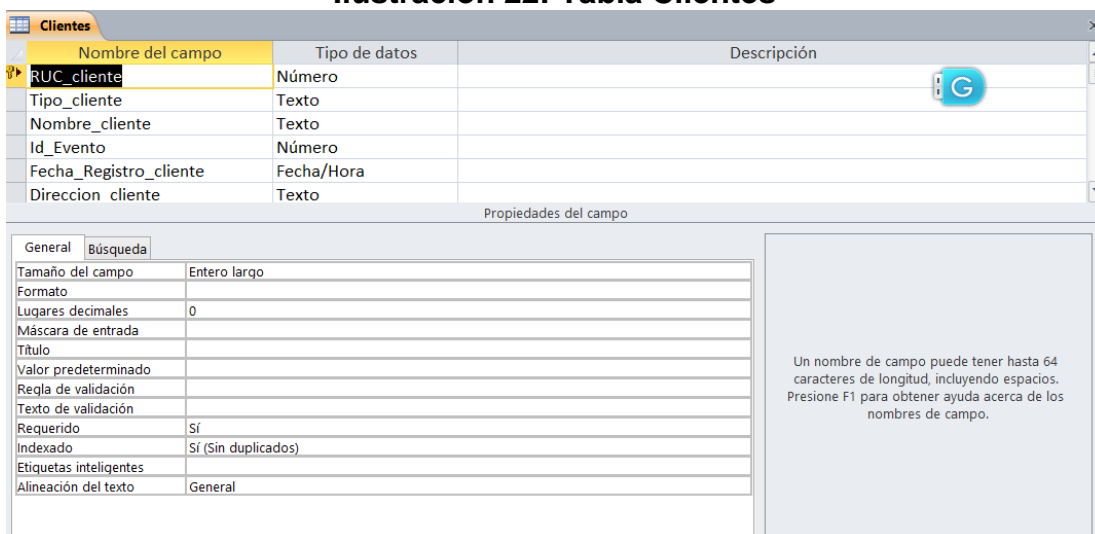 Ilustración 22. Tabla Clientes
Clientes
Nombre del campo Tipo de datos Descripción
RUC_cliente Número
Tipo_cliente Texto
Nombre_cliente Texto
Id_Evento Número
Fecha_Registro_cliente Fecha/Hora
Direccion_cliente Texto
G
Propiedades del campo
General Búsqueda
Tamaño del campo Entero largo
Formato
Lugares decimales 0
Máscara de entrada
Título
Valor predeterminado
Regla de validación
Texto de validación
Requerido Sí
Indexado Sí (Sin duplicados)
Etiquetas inteligentes
Alineación del texto General
Un nombre de campo puede tener hasta 64
caracteres de longitud, incluyendo espacios.
Presione F1 para obtener ayuda acerca de los
nombres de campo.